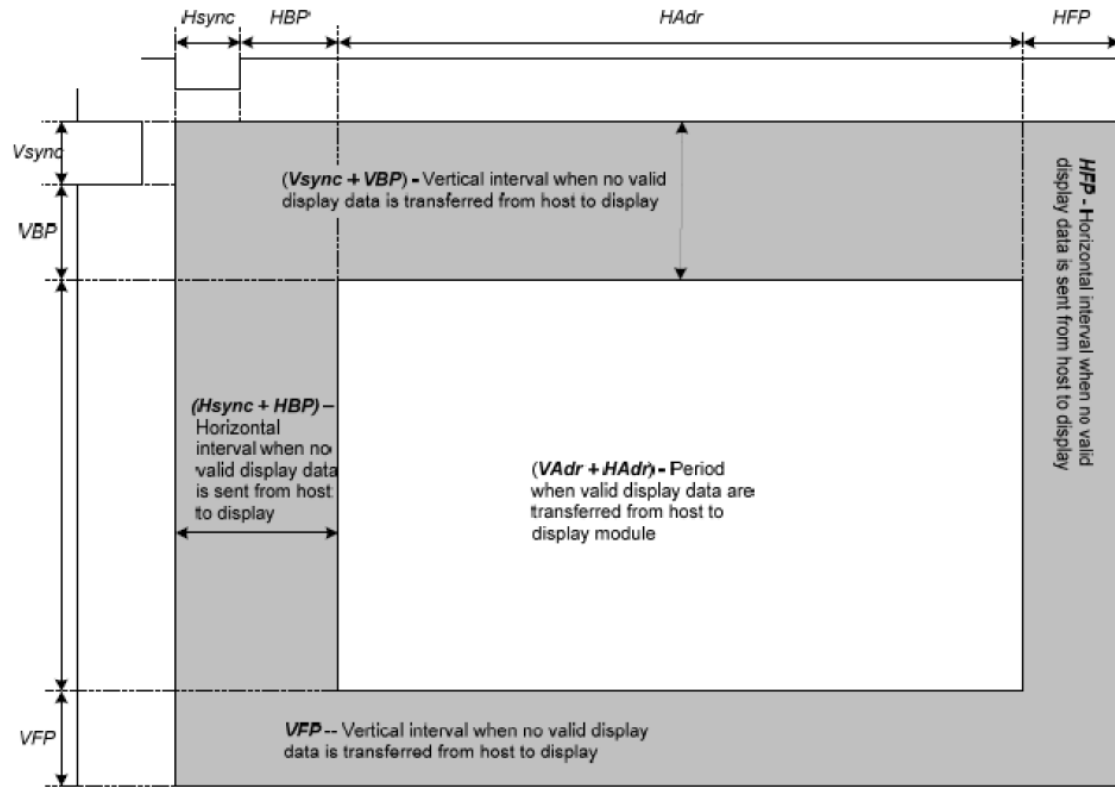 Hsync HBP HAdr HFP
Vsync
VBP
VFP
(Vsync + VBP) - Vertical interval when no valid
display data is transferred from host to display
HFP - Horizontal interval when no valid
display data is sent from host to display
(Hsync + HBP) –
Horizontal
interval when no
valid display data
is sent from host
to display
(VAdr + HAdr) - Period
when valid display data are
transferred from host to
display module
VFP -- Vertical interval when no valid display
data is transferred from host to display